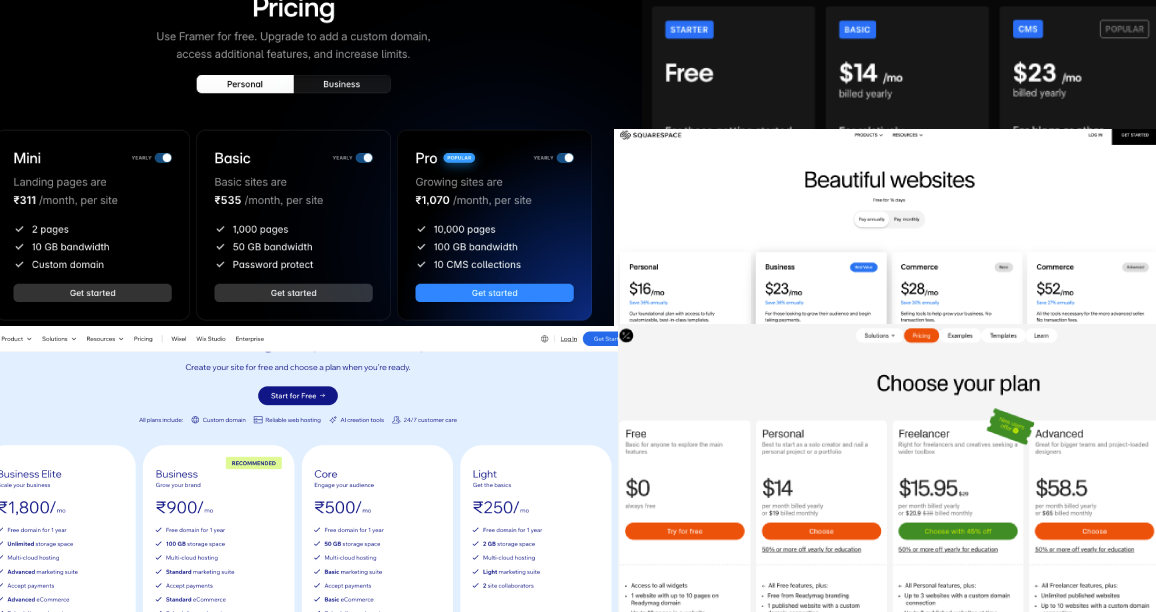 Pricing
Use Framer for free. Upgrade to add a custom domain,
access additional features, and increase limits.
Personal
Business
Mini
YEARLY
Landing pages are
₹311 /month, per site
2 pages
10 GB bandwidth
Custom domain
Get started
Basic
YEARLY
Basic sites are
₹535 /month, per site
1,000 pages
50 GB bandwidth
Password protect
Get started
Pro
POPULAR
YEARLY
Growing sites are
₹1,070 /month, per site
10,000 pages
100 GB bandwidth
10 CMS collections
Get started
STARTER
Free
BASIC
$14 /mo
billed yearly
CMS
POPULAR
$23 /mo
billed yearly
SQUARESPACE
PRODUCTS
RESOURCES
LOG IN
GET STARTED
Beautiful websites
Free for 14 days
Pay annually
Pay monthly
Personal
$16/mo
Save 36% annually
Our foundational plan with access to fully
customizable, best-in-class templates.
Business
Best Value
$23/mo
Save 36% annually
For those looking to grow their audience and begin
taking payments.
Commerce
Basic
$28/mo
Save 30% annually
Selling tools to help grow your business. No
transaction fees.
Commerce
Advanced
$52/mo
Save 27% annually
All the tools necessary for the more advanced seller.
No transaction fees.
Product
Solutions
Resources
Pricing
Wixel
Wix Studio
Enterprise
Log In
Get Star
Create your site for free and choose a plan when you're ready.
Start for Free →
All plans include:
Custom domain
Reliable web hosting
AI creation tools
24/7 customer care
Business Elite
Scale your business
₹1,800/mo
Free domain for 1 year
Unlimited storage space
Multi-cloud hosting
Advanced marketing suite
Accept payments
Advanced eCommerce
RECOMMENDED
Business
Grow your brand
₹900/mo
Free domain for 1 year
100 GB storage space
Multi-cloud hosting
Standard marketing suite
Accept payments
Standard eCommerce
Core
Engage your audience
₹500/mo
Free domain for 1 year
50 GB storage space
Multi-cloud hosting
Basic marketing suite
Accept payments
Basic eCommerce
Light
Get the basics
₹250/mo
Free domain for 1 year
2 GB storage space
Multi-cloud hosting
Light marketing suite
2 site collaborators
Solutions
Pricing
Examples
Templates
Learn
Choose your plan
Free
Basic for anyone to explore the main
features
$0
always free
Try for free
• Access to all widgets
• 1 website with up to 10 pages on
Readymag domain
Personal
Best to start as a solo creator and nail a
personal project or a portfolio
$14
per month billed yearly
or $19 billed monthly
Choose
50% or more off yearly for education
• All Free features, plus:
• Free from Readymag branding
• 1 published website with a custom
Freelancer
Right for freelancers and creatives seeking a
wider toolbox
$15.95 $29
per month billed yearly
or $20.9 $38 billed monthly
Choose with 45% off
50% or more off yearly for education
• All Personal features, plus:
• Up to 3 websites with a custom domain
connection
Advanced
Great for bigger teams and project-loaded
designers
$58.5
per month billed yearly
or $65 billed monthly
Choose
50% or more off yearly for education
• All Freelancer features, plus:
• Unlimited published websites
• Up to 10 websites with a custom